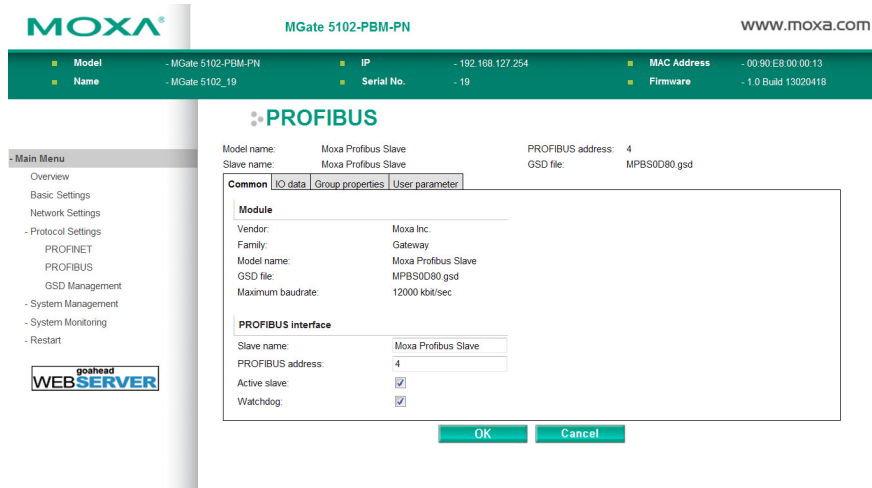 MOXA® MGate 5102-PBM-PN www.moxa.com
Model - MGate 5102-PBM-PN IP - 192.168.127.254 MAC Address - 00:90:E8:00:00:13
Name - MGate 5102_19 Serial No. - 19 Firmware - 1.0 Build 13020418
- Main Menu
Overview
Basic Settings
Network Settings
- Protocol Settings
PROFINET
PROFIBUS
GSD Management
- System Management
- System Monitoring
- Restart
goahead
WEBSERVER
PROFIBUS
Model name: Moxa Profibus Slave PROFIBUS address: 4
Slave name: Moxa Profibus Slave GSD file: MPBS0D80.gsd
Common IO data Group properties User parameter
Module
Vendor: Moxa Inc.
Family: Gateway
Model name: Moxa Profibus Slave
GSD file: MPBS0D80.gsd
Maximum baudrate: 12000 kbit/sec
PROFIBUS interface
Slave name: Moxa Profibus Slave
PROFIBUS address: 4
Active slave:
Watchdog:
OK Cancel